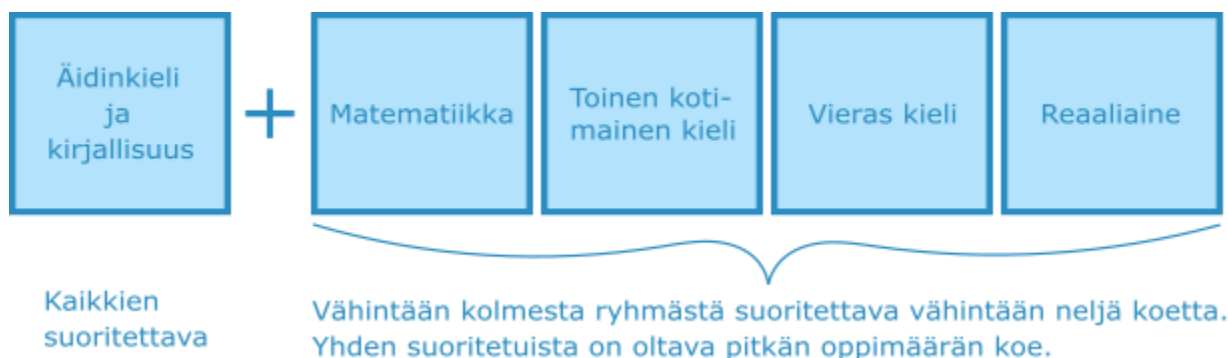 Äidinkieli
ja
kirjallisuus
+
Matematiikka
Toinen koti-
mainen kieli
Vieras kieli
Reaaliaine
Kaikkien
suoritettava
Vähintään kolmesta ryhmästä suoritettava vähintään neljä koetta.
Yhden suoritetuista on oltava pitkän oppimäärän koe.